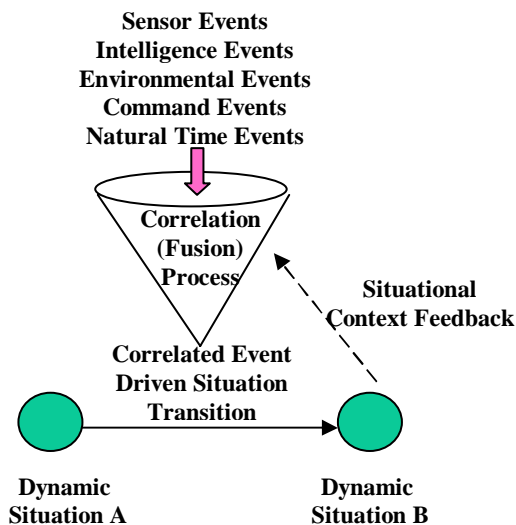 Sensor Events
Intelligence Events
Environmental Events
Command Events
Natural Time Events
Correlation
(Fusion)
Process
Situational
Context Feedback
Correlated Event
Driven Situation
Transition
Dynamic
Situation A
Dynamic
Situation B